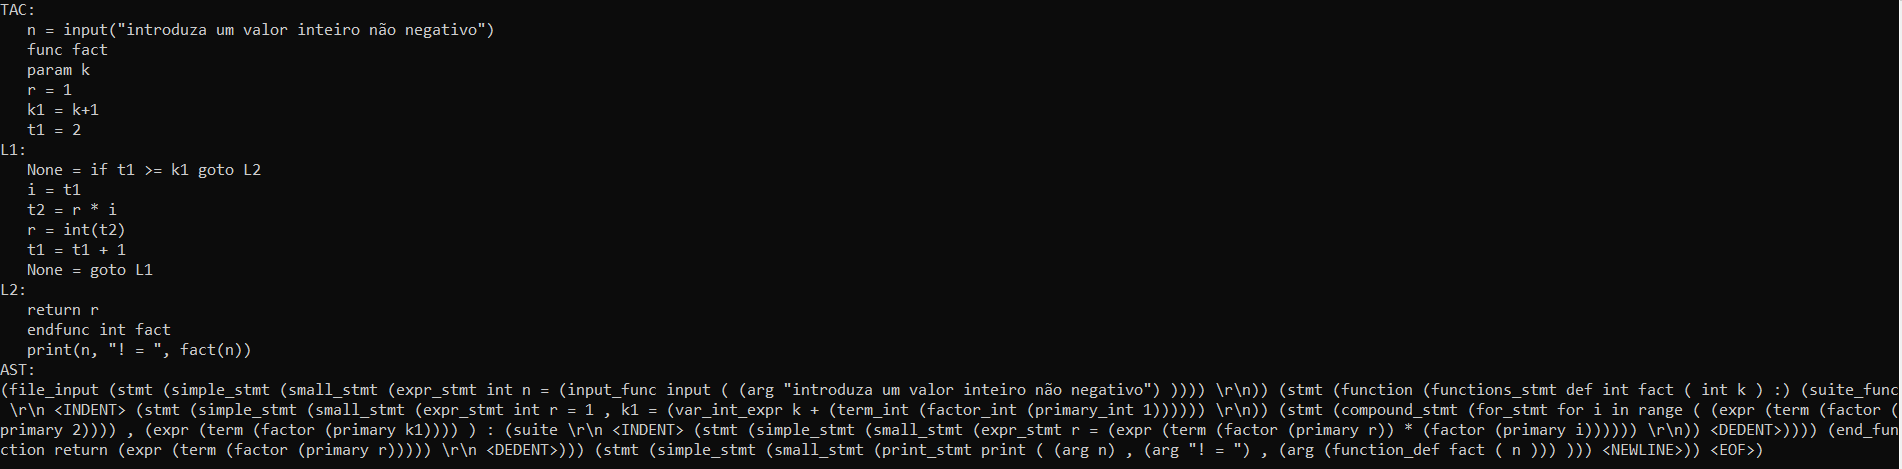 TAC:
n = input("introduza um valor inteiro não negativo")
func fact
param k
r = 1
k1 = k+1
t1 = 2
L1:
None = if t1 >= k1 goto L2
i = t1
t2 = r * i
r = int(t2)
t1 = t1 + 1
None = goto L1
L2:
return r
endfunc int fact
print(n, "! = ", fact(n))
AST:
(file_input (stmt (simple_stmt (small_stmt (expr_stmt int n = (input_func input ( (arg "introduza um valor inteiro não negativo") )))) \r\n)) (stmt (function (functions_stmt def int fact ( int k ) :) (suite_func
\r\n <INDENT> (stmt (simple_stmt (small_stmt (expr_stmt int r = 1 , k1 = (var_int_expr k + (term_int (factor_int (primary_int 1)))))) \r\n)) (stmt (compound_stmt (for_stmt for i in range ( (expr (term (factor (
primary 2)))) , (expr (term (factor (primary k1)))) ) : (suite \r\n <INDENT> (stmt (simple_stmt (small_stmt (expr_stmt r = (expr (term (factor (primary r)) * (factor (primary i)))))) \r\n)) <DEDENT>)))) (end_fun
ction return (expr (term (factor (primary r))))) \r\n <DEDENT>))) (stmt (simple_stmt (small_stmt (print_stmt print ( (arg n) , (arg "! = ") , (arg (function_def fact ( n ))) ))) <NEWLINE>)) <EOF>)